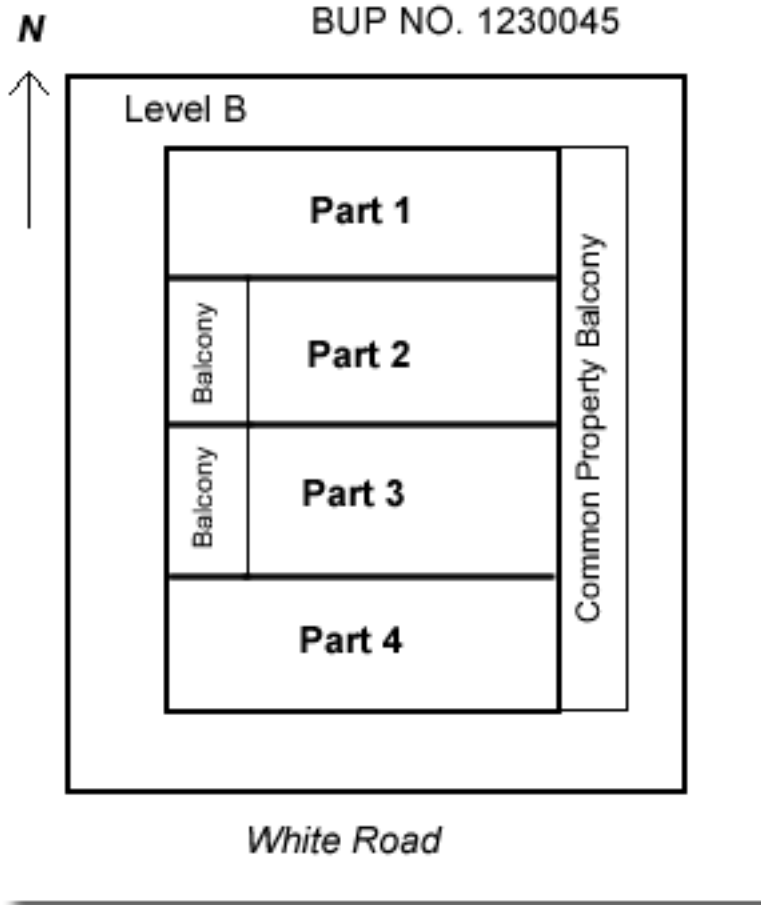 N
BUP NO. 1230045
Level B
Part 1
Balcony
Part 2
Balcony
Part 3
Part 4
Common Property Balcony
White Road